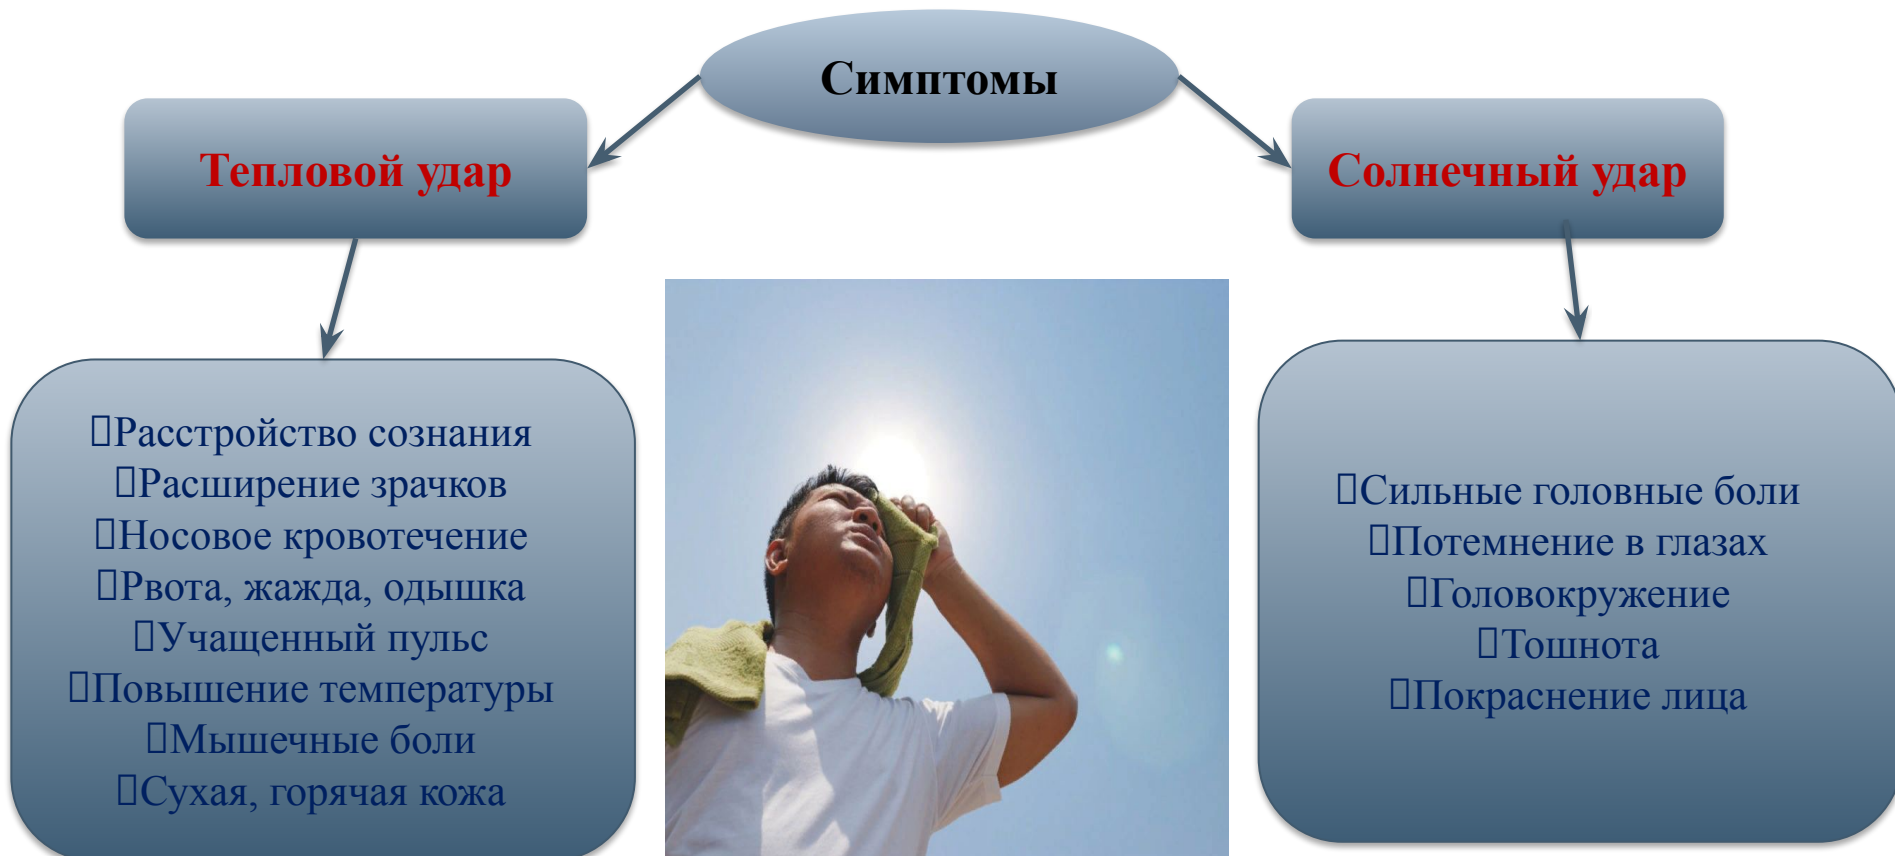 Симптомы
Тепловой удар
Солнечный удар
Расстройство сознания
Расширение зрачков
Носовое кровотечение
Рвота, жажда, одышка
Учащенный пульс
Повышение температуры
Мышечные боли
Сухая, горячая кожа
Сильные головные боли
Потемнение в глазах
Головокружение
Тошнота
Покраснение лица